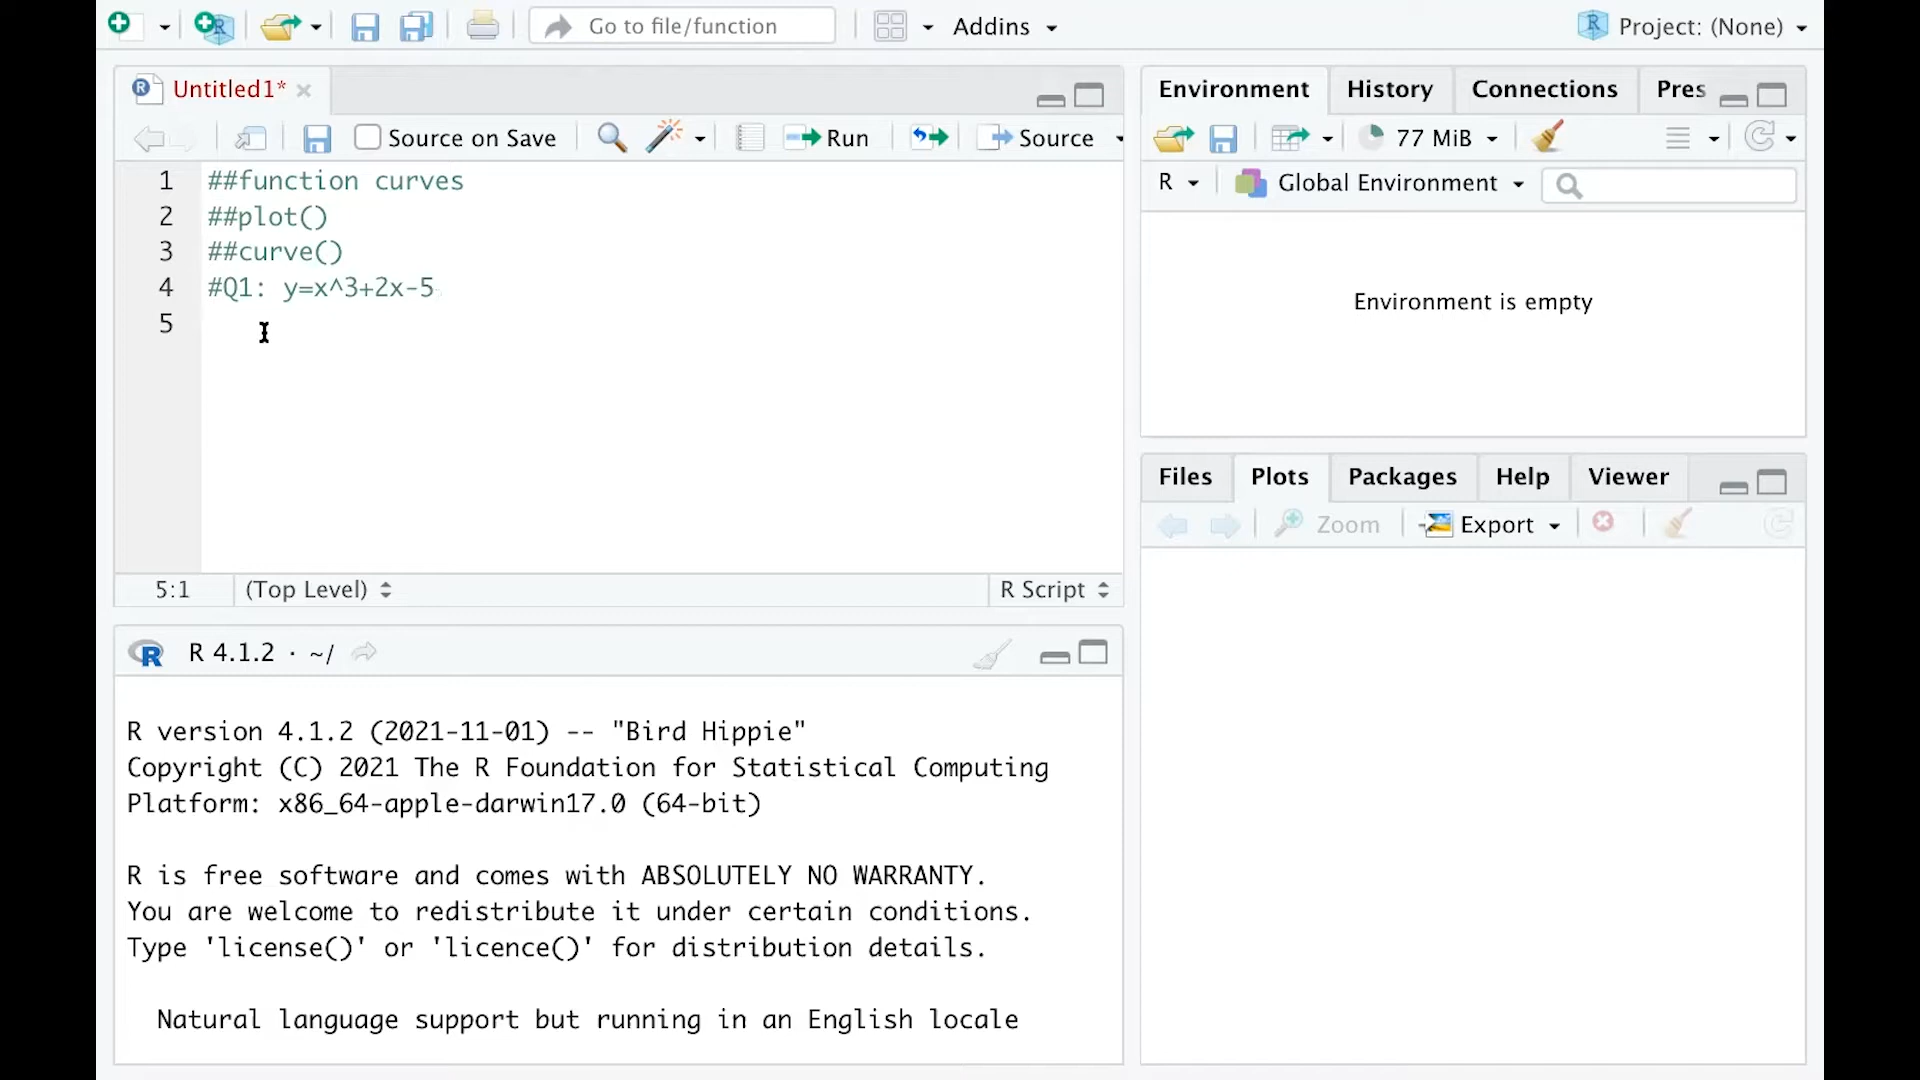 Go to file/function
Addins
Project: (None)
Untitled1*
Source on Save
Run
Source
1 ##function curves
2 ##plot()
3 ##curve()
4 #Q1: y=x^3+2x-5
5
5:1 (Top Level) R Script
R 4.1.2 · ~/
R version 4.1.2 (2021-11-01) -- "Bird Hippie"
Copyright (C) 2021 The R Foundation for Statistical Computing
Platform: x86_64-apple-darwin17.0 (64-bit)
R is free software and comes with ABSOLUTELY NO WARRANTY.
You are welcome to redistribute it under certain conditions.
Type 'license()' or 'licence()' for distribution details.
Natural language support but running in an English locale
Environment History Connections Pres
77 MiB
R Global Environment
Environment is empty
Files Plots Packages Help Viewer
Zoom Export